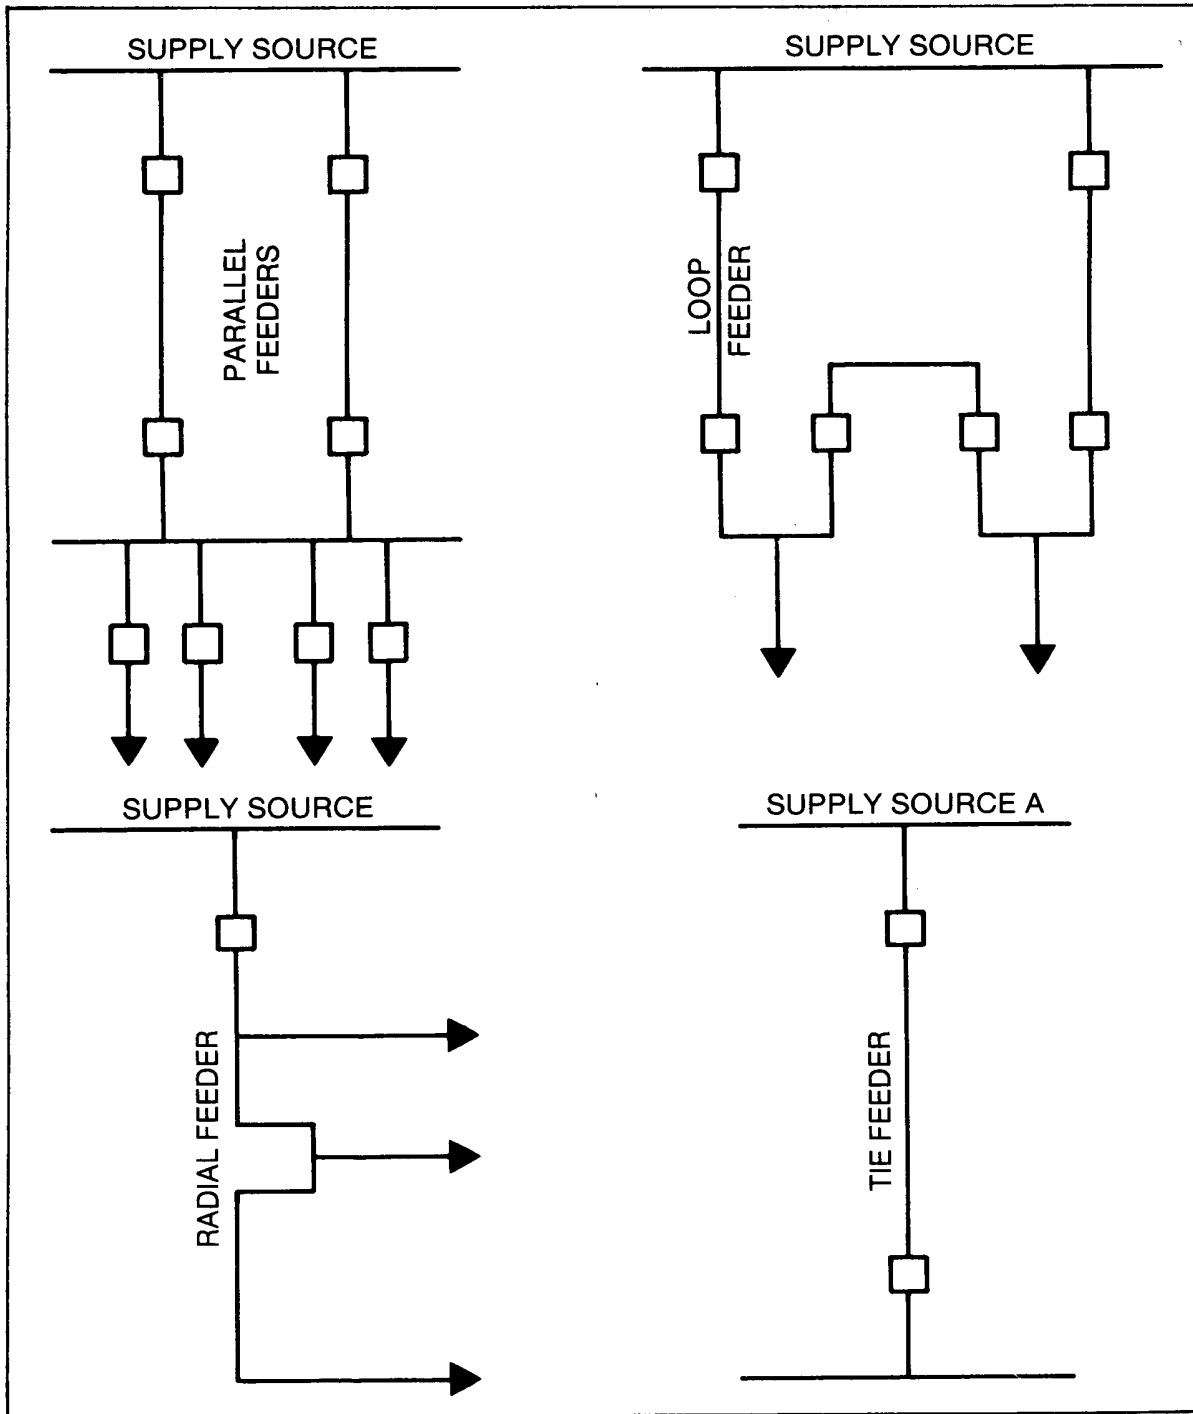 SUPPLY SOURCE
PARALLEL
FEEDERS
SUPPLY SOURCE
LOOP
FEEDER
SUPPLY SOURCE
RADIAL FEEDER
SUPPLY SOURCE A
TIE FEEDER